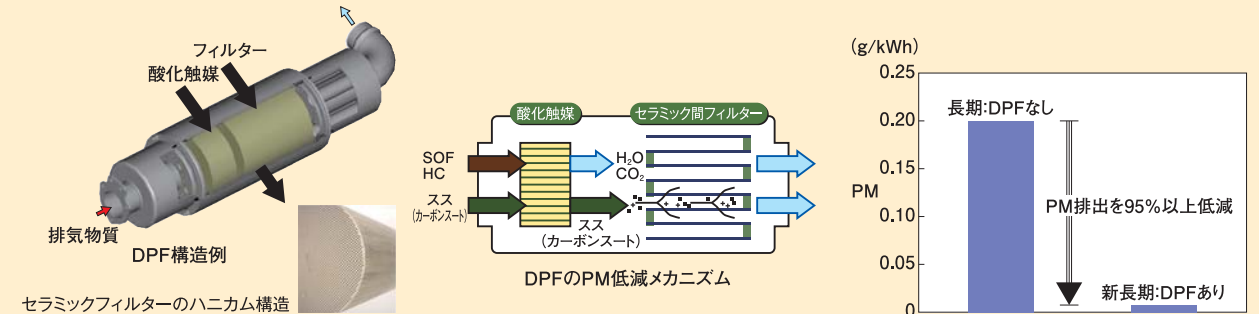 フィルター
酸化触媒
排気物質
DPF構造例
セラミックフィルターのハニカム構造
酸化触媒
セラミック間フィルター
SOF
HC
H₂O
CO₂
スス
(カーボンスート)
スス
(カーボンスート)
DPFのPM低減メカニズム
(g/kWh)
0.25
0.20
0.15
0.10
0.05
0
PM
長期:DPFなし
PM排出を95%以上低減
新長期:DPFあり